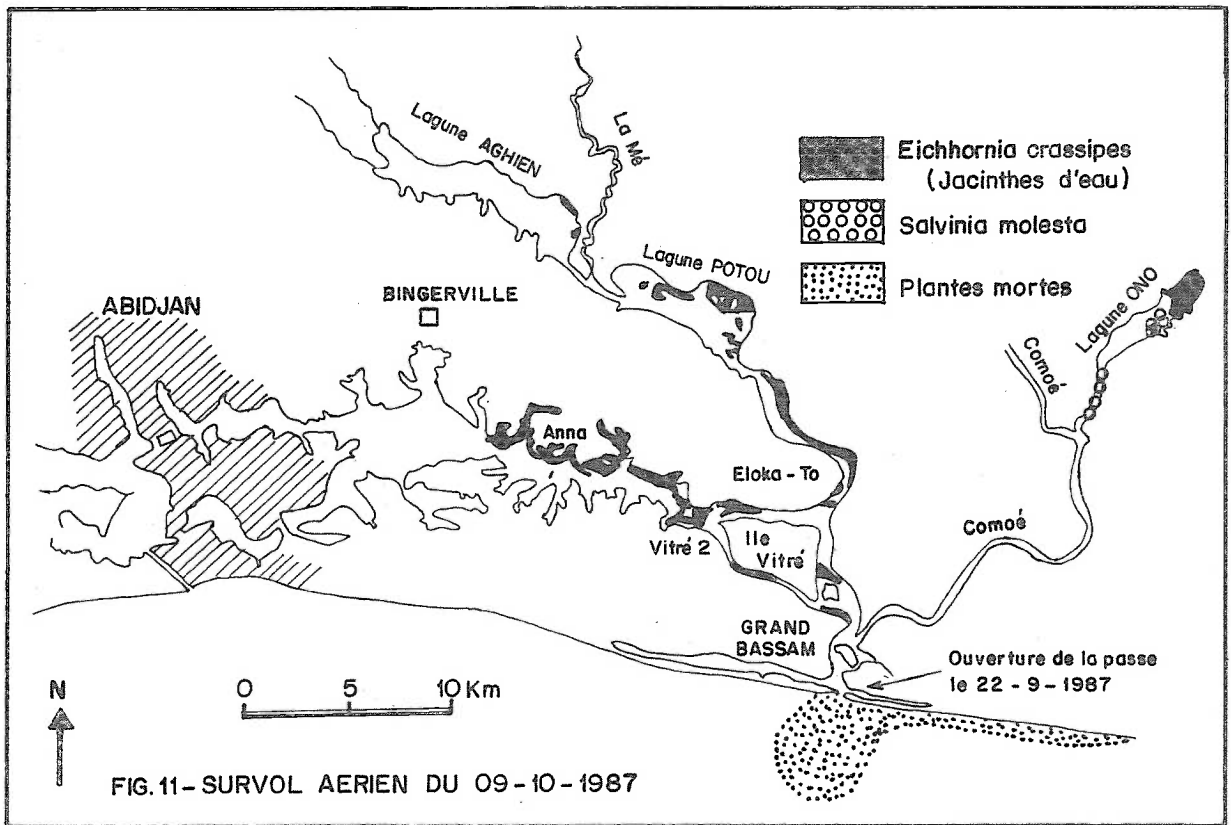 Lagune AGHIEN
La Mé
Eichhornia crassipes
(Jacinthes d'eau)
Salvinia molesta
Plantes mortes
Lagune POTOU
Lagune ONO
BINGERVILLE
ABIDJAN
Comoé
Anna
Eloka-To
Comoé
Vitré 2
Ile
Vitré
GRAND
BASSAM
Ouverture de la passe
le 22-9-1987
N
0 5 10 Km
FIG. 11- SURVOL AERIEN DU 09-10-1987